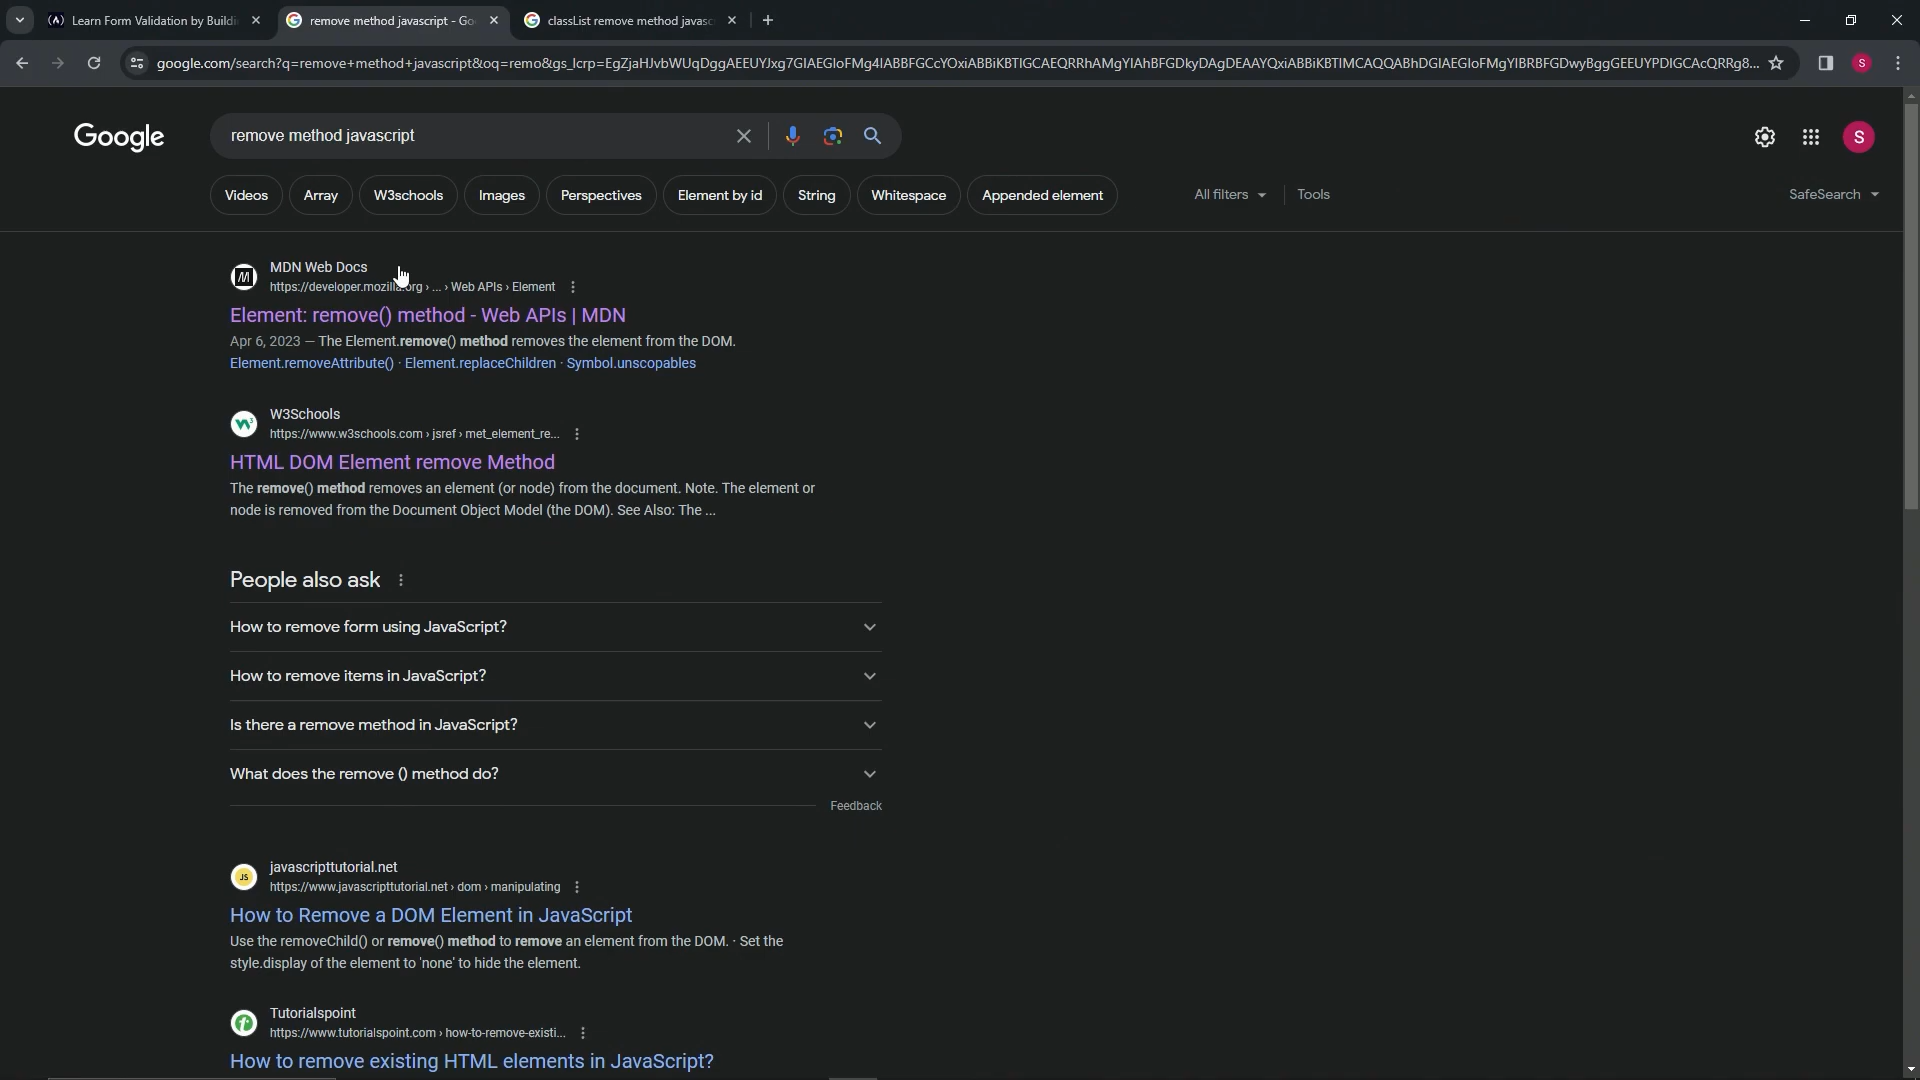 Learn Form Validation by Buildi
remove method javascript - Go
classList remove method javasc
google.com/search?q=remove+method+javascript&oq=remo&gs_lcrp=
S
Google
remove method javascript
S
Videos
Array
W3schools
Images
Perspectives
Element by id
String
Whitespace
Appended element
All filters
Tools
SafeSearch
MDN Web Docs
https://developer.mozilla.org › ... › Web APIs › Element
Element: remove() method - Web APIs | MDN
Apr 6, 2023 — The Element.remove() method removes the element from the DOM.
Element.removeAttribute() · Element.replaceChildren · Symbol.unscopables
W3Schools
https://www.w3schools.com › jsref › met_element_re...
HTML DOM Element remove Method
The remove() method removes an element (or node) from the document. Note. The element or
node is removed from the Document Object Model (the DOM). See Also: The ...
People also ask
How to remove form using JavaScript?
How to remove items in JavaScript?
Is there a remove method in JavaScript?
What does the remove () method do?
Feedback
JS
javascripttutorial.net
https://www.javascripttutorial.net › dom › manipulating
How to Remove a DOM Element in JavaScript
Use the removeChild() or remove() method to remove an element from the DOM. · Set the
style.display of the element to 'none' to hide the element.
Tutorialspoint
https://www.tutorialspoint.com › how-to-remove-existi...
How to remove existing HTML elements in JavaScript?